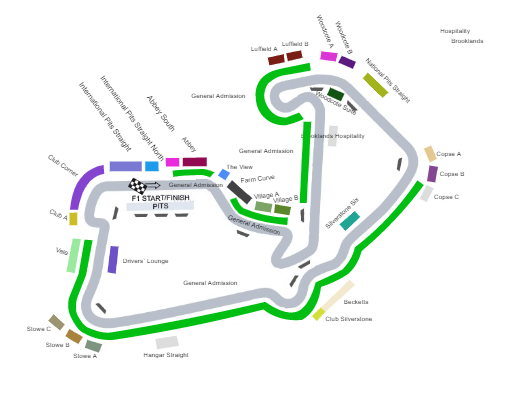 Hospitality
Brooklands
Woodcote A
Woodcote B
Luffield B
Luffield A
National Pits Straight
General Admission
Woodcote Suite
Brooklands Hospitality
International Pits Straight
International Pits Straight North
Abbey South
Abbey
General Admission
Copse A
Copse B
Copse C
The View
Farm Curve
Club Corner
General Admission
F1 START/FINISH
PITS
Village A
Village B
Club A
General Admission
Silverstone Six
Vale
Drivers' Lounge
General Admission
Becketts
Club Silverstone
Stowe C
Stowe B
Stowe A
Hangar Straight